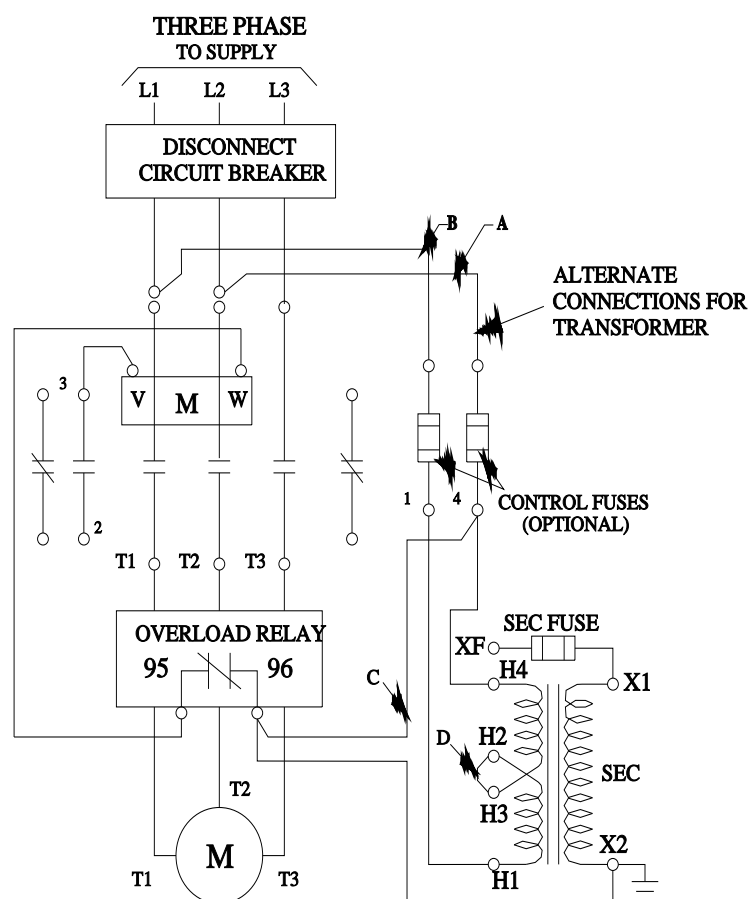 THREE PHASE
TO SUPPLY
L1 L2 L3
DISCONNECT
CIRCUIT BREAKER
B A
ALTERNATE
CONNECTIONS FOR
TRANSFORMER
3 V M W
1 4 CONTROL FUSES
(OPTIONAL)
2
T1 T2 T3
OVERLOAD RELAY
95 96
SEC FUSE
XF
H4 X1
C
D H2
SEC
H3
T2
X2
M
T1 T3 H1